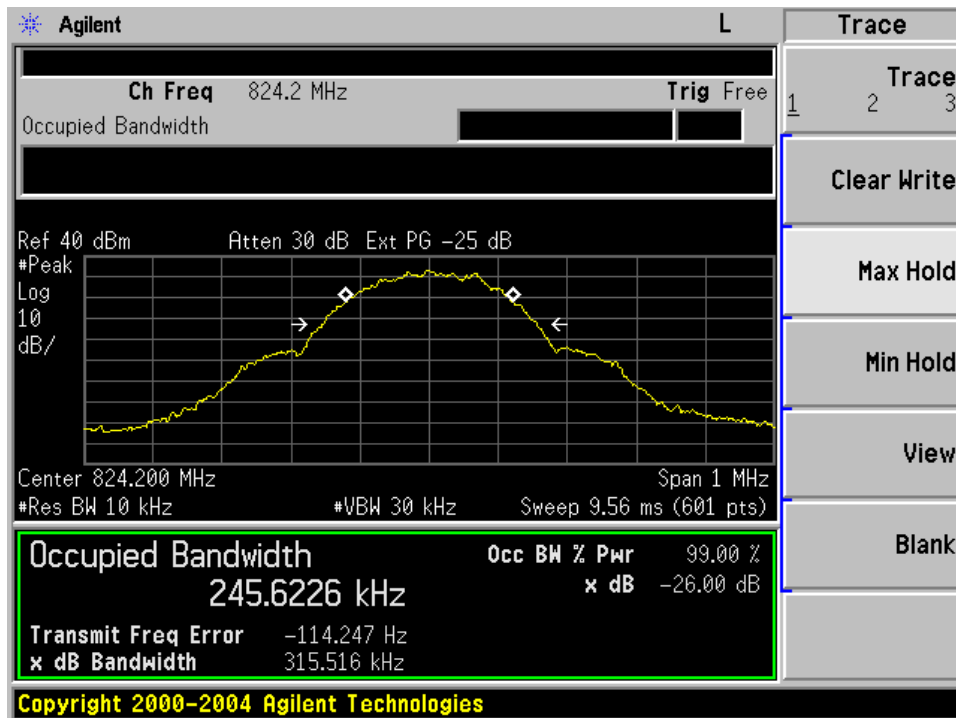 Agilent L
Ch Freq 824.2 MHz Trig Free
Occupied Bandwidth
Ref 40 dBm Atten 30 dB Ext PG −25 dB
#Peak
Log
10
dB/
Center 824.200 MHz Span 1 MHz
#Res BW 10 kHz #VBW 30 kHz Sweep 9.56 ms (601 pts)
Occupied Bandwidth Occ BW % Pwr 99.00 %
245.6226 kHz x dB −26.00 dB
Transmit Freq Error −114.247 Hz
x dB Bandwidth 315.516 kHz
Copyright 2000−2004 Agilent Technologies
Trace
Trace
1 2 3
Clear Write
Max Hold
Min Hold
View
Blank